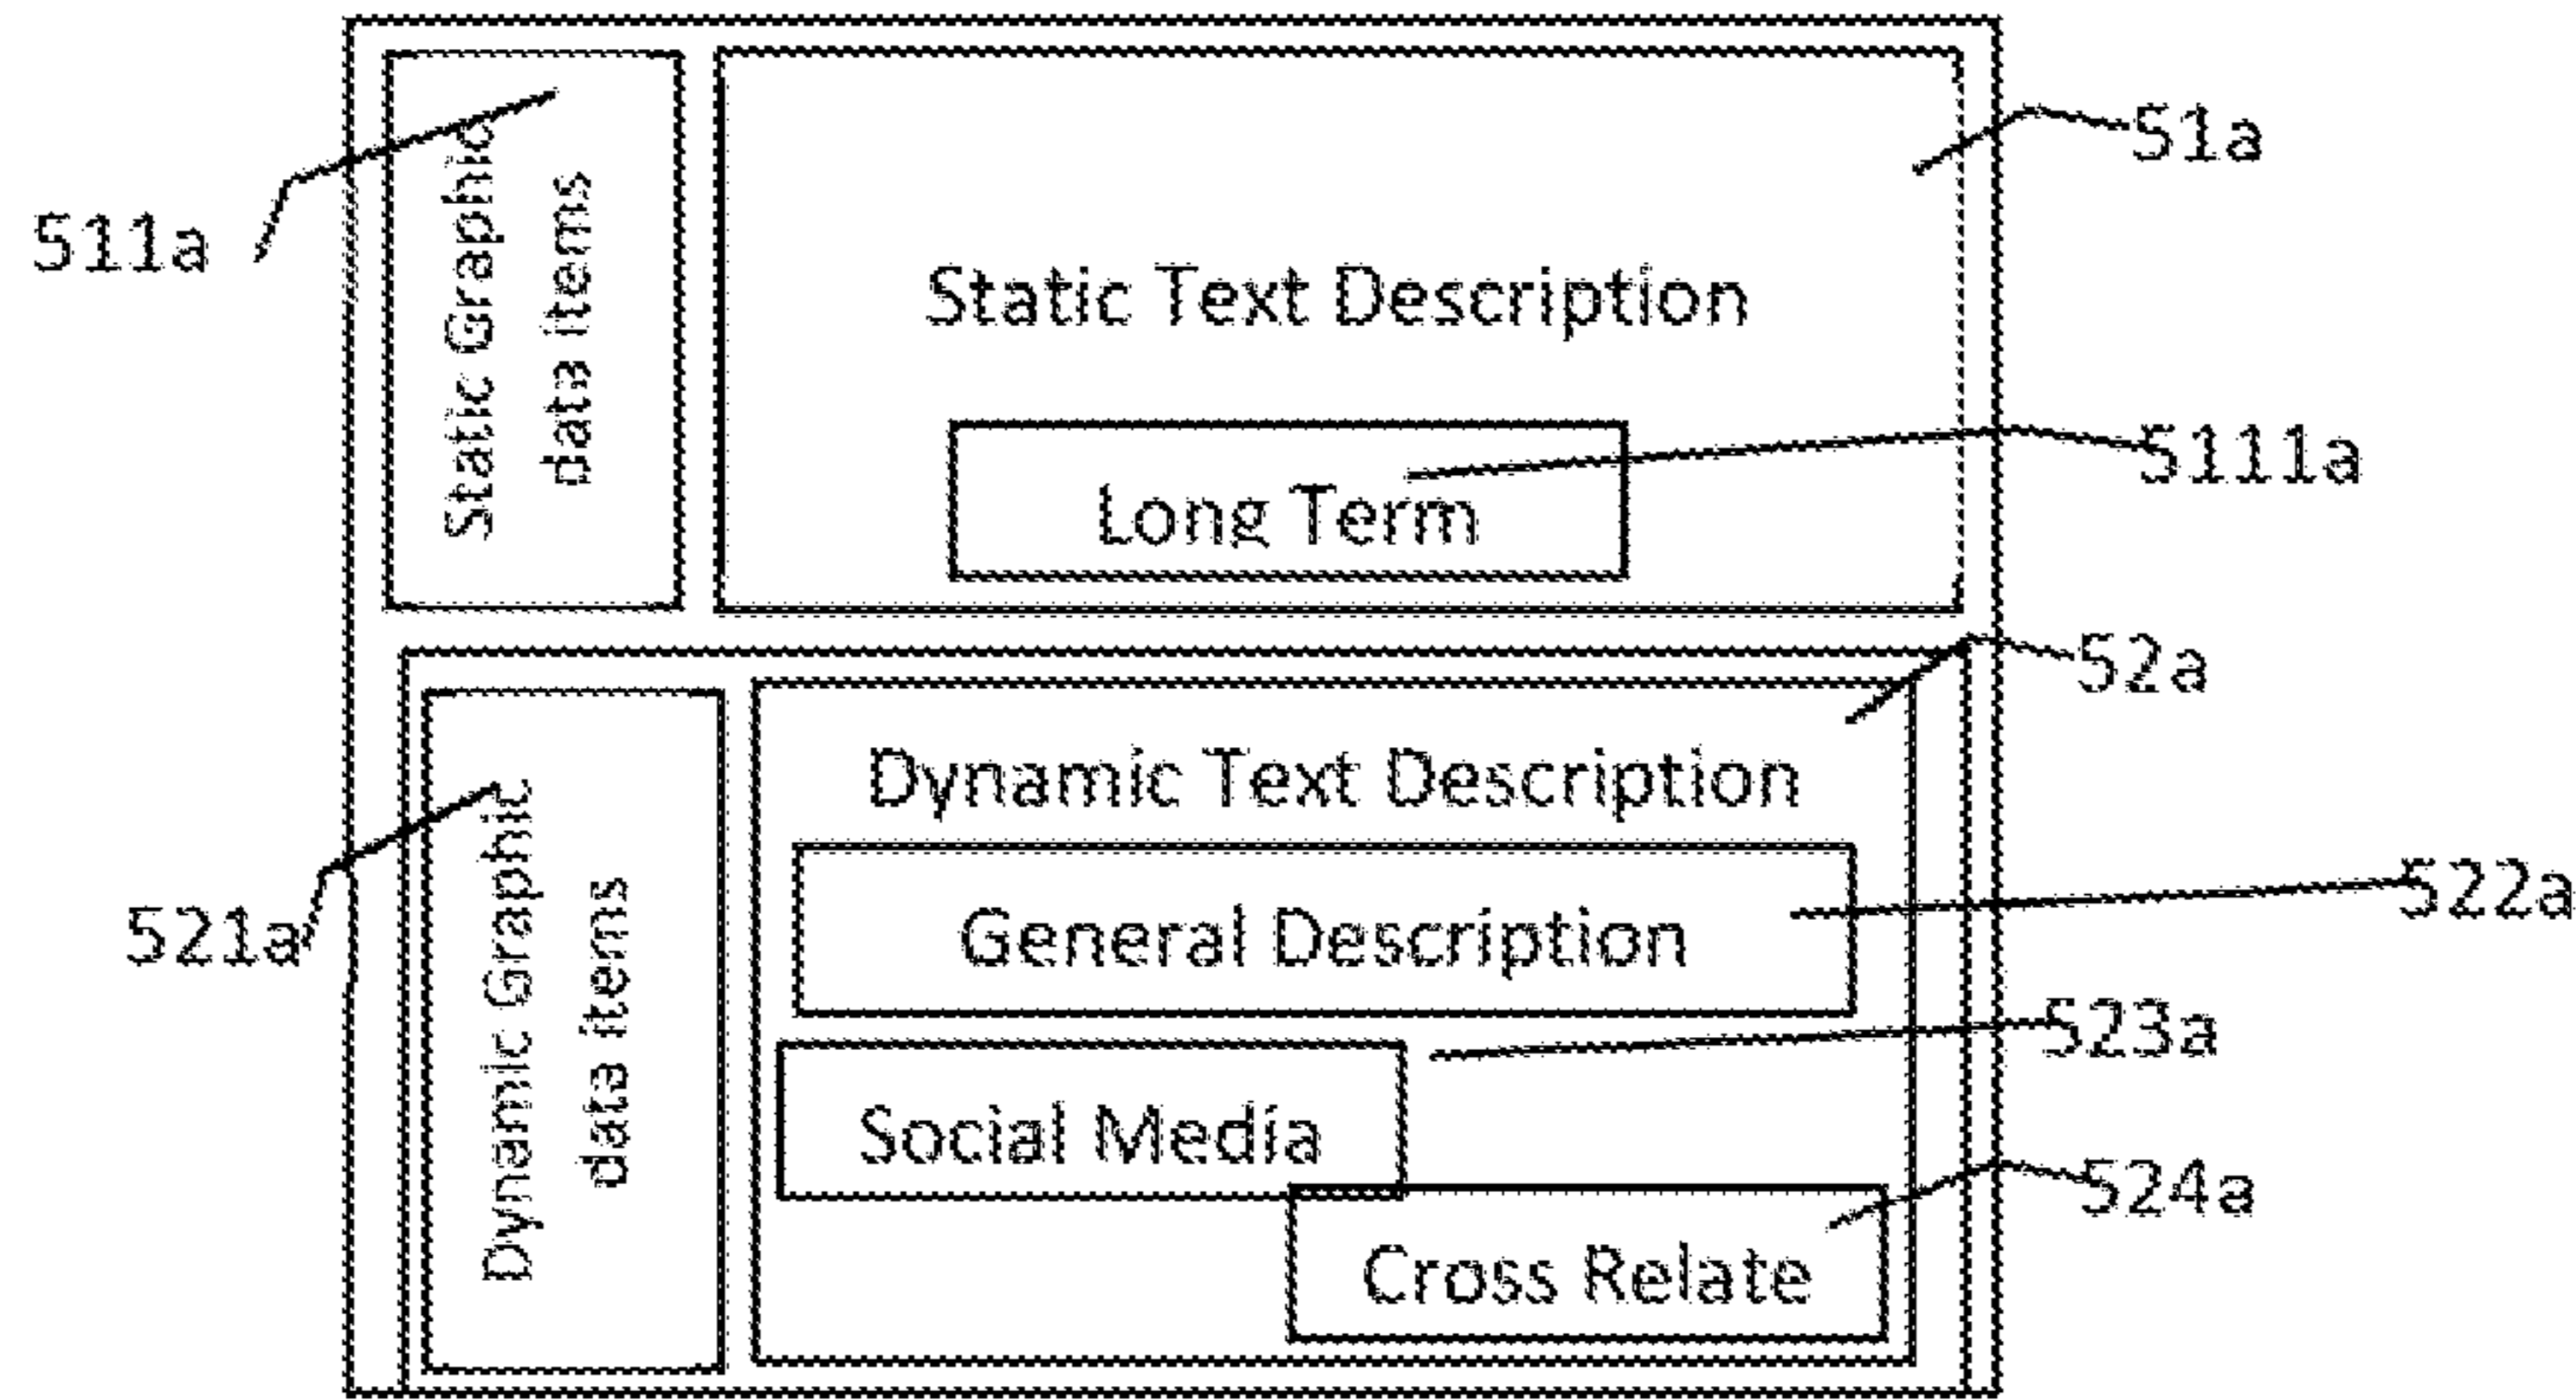 51a
511a
Static Graphic
data items
Static Text Description
5111a
Long Term
52a
Dynamic Text Description
521a
Dynamic Graphic
data items
522a
General Description
523a
Social Media
524a
Cross Relate